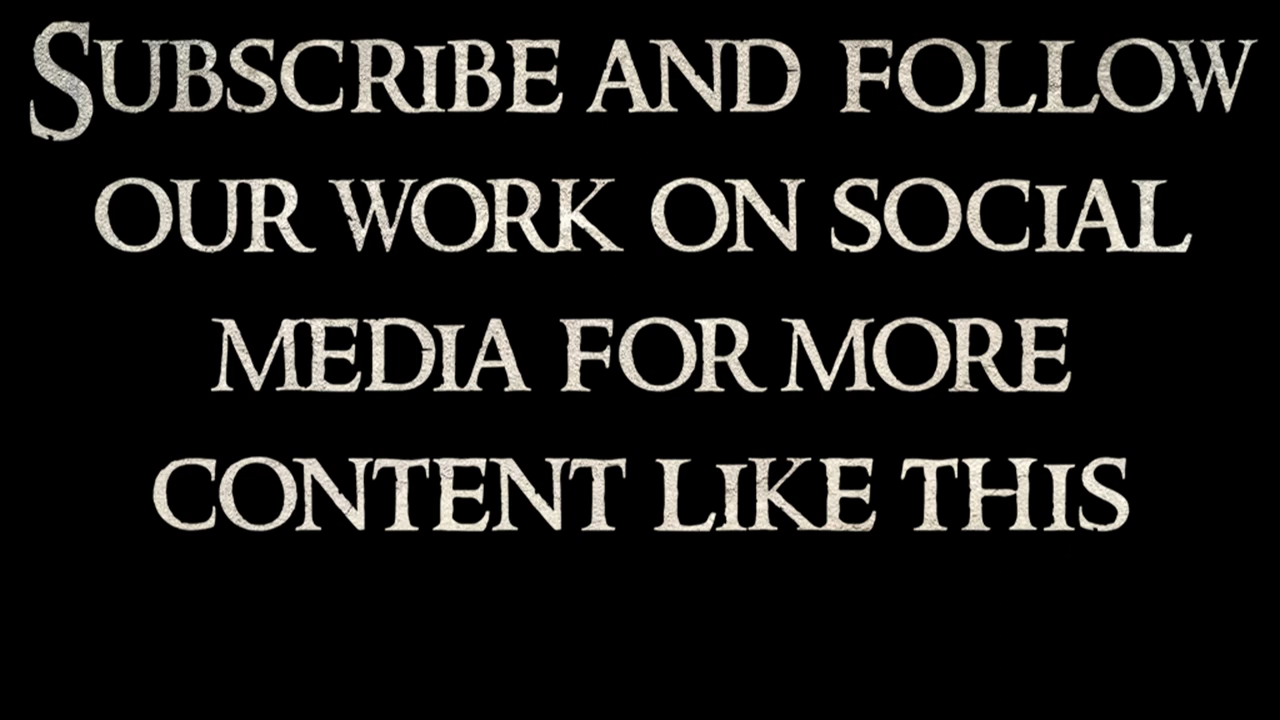 Subscribe and follow
our work on social
media for more
content like this